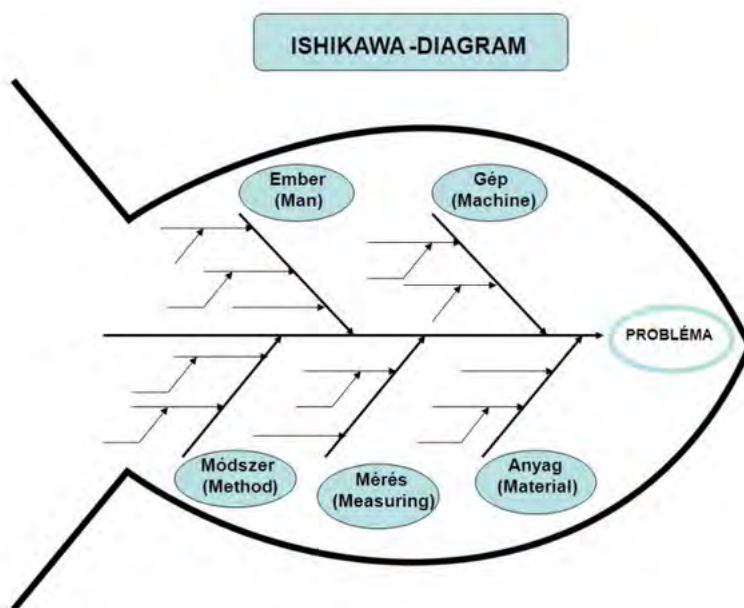 ISHIKAWA-DIAGRAM
Ember
(Man)
Gép
(Machine)
PROBLÉMA
Módszer
(Method)
Mérés
(Measuring)
Anyag
(Material)